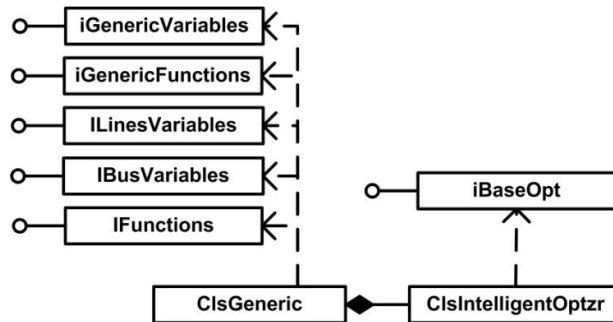 iGenericVariables
iGenericFunctions
ILinesVariables
IBusVariables
IFunctions
iBaseOpt
ClsGeneric
ClsIntelligentOptzr